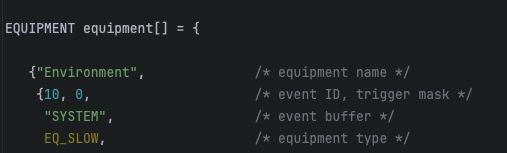 EQUIPMENT equipment[] = {
{"Environment", /* equipment name */
{10, 0, /* event ID, trigger mask */
"SYSTEM", /* event buffer */
EQ_SLOW, /* equipment type */